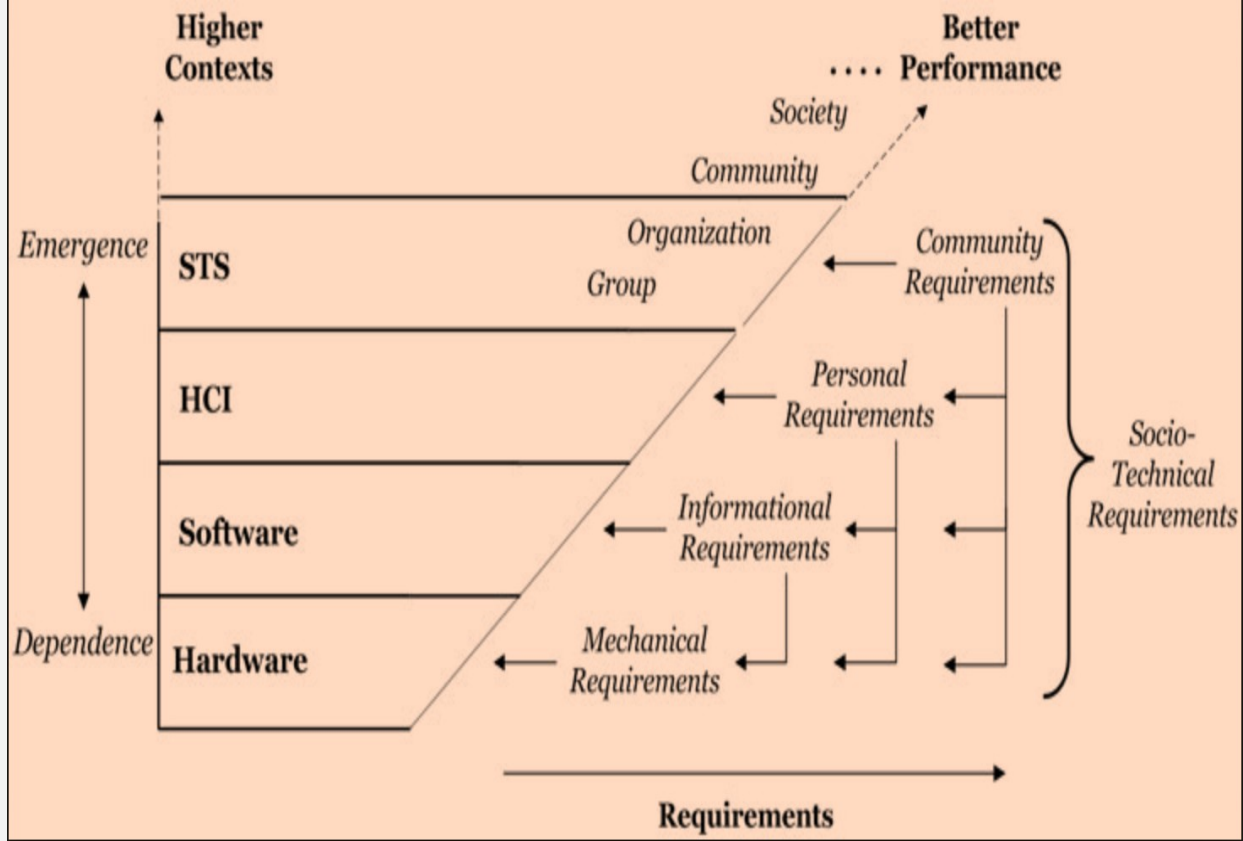 Higher
Contexts
Better
.... Performance
Society
Community
Emergence
STS
Organization
Group
Community
Requirements
HCI
Personal
Requirements
Socio-
Technical
Requirements
Software
Informational
Requirements
Dependence
Hardware
Mechanical
Requirements
Requirements